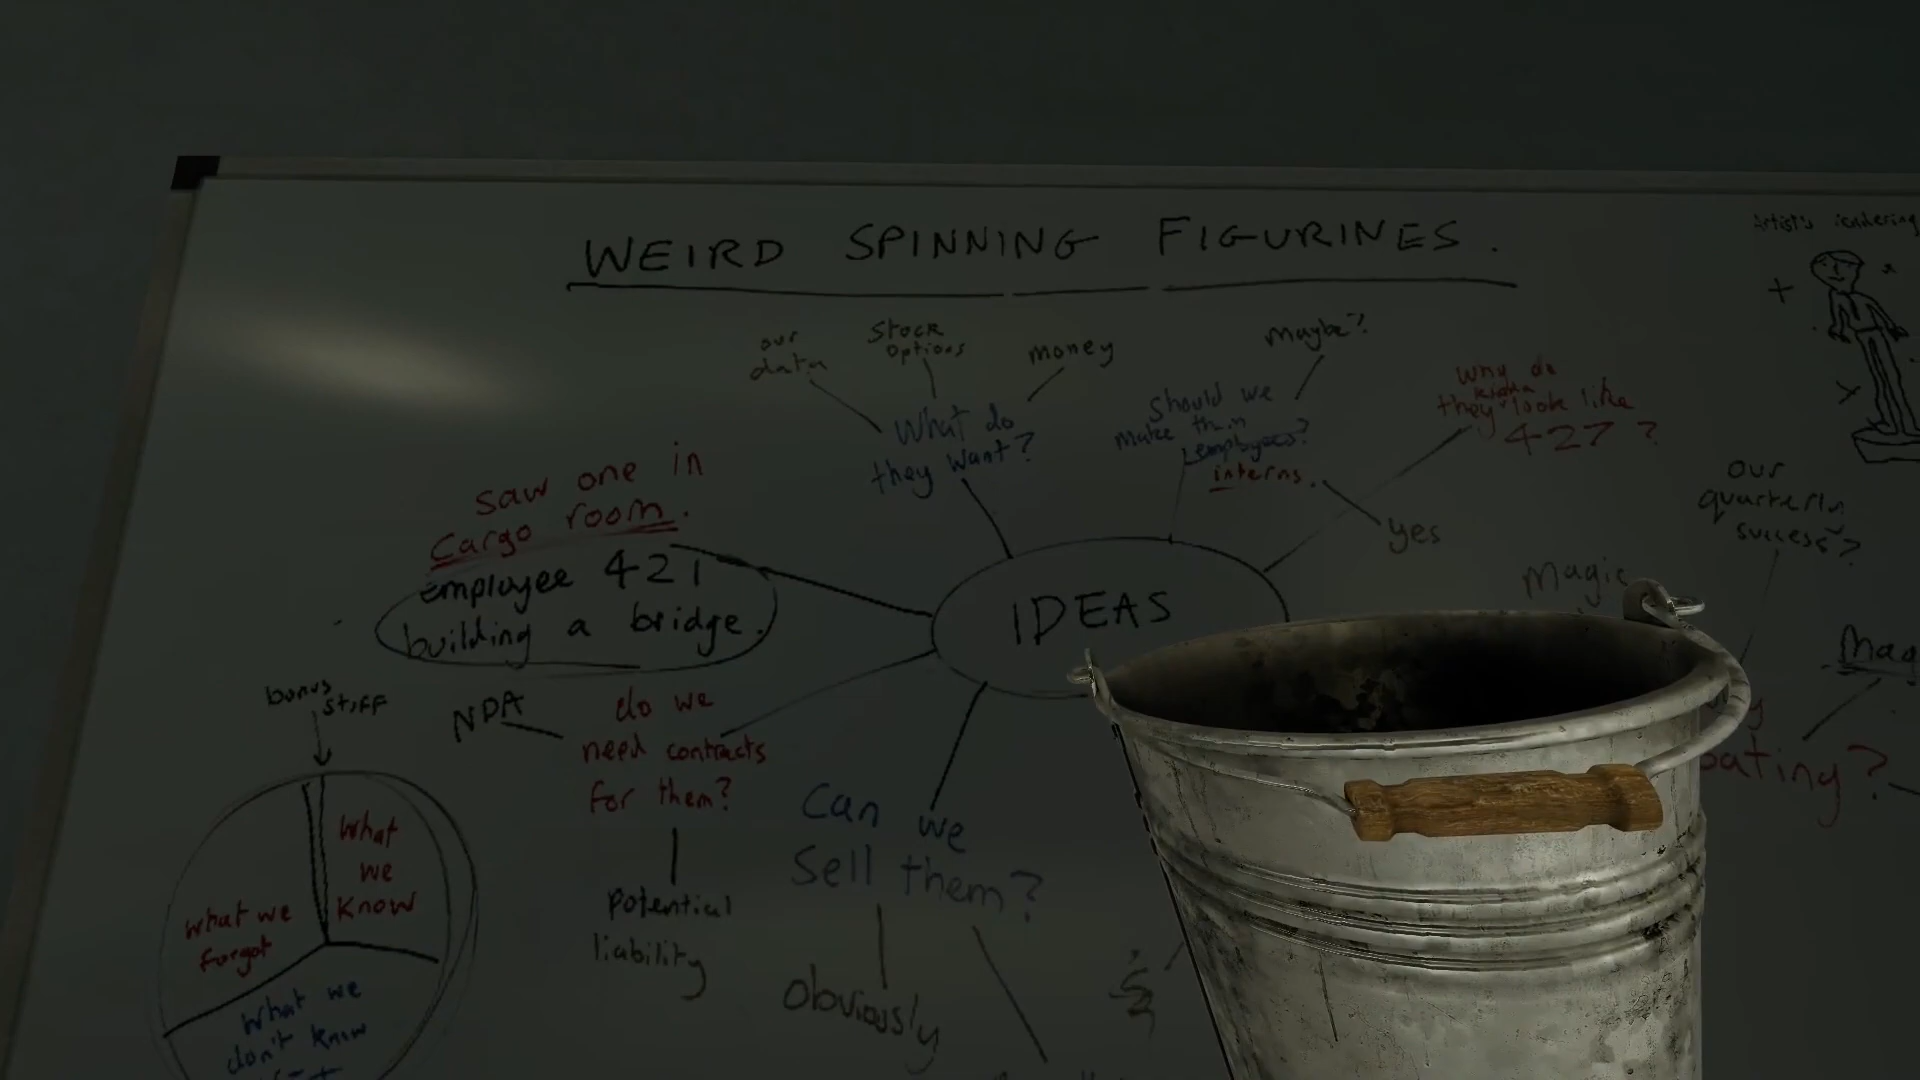 WEIRD SPINNING FIGURINES.
Artist's rendering
our
data
Stock
options
money
What do
they want?
maybe?
Should we
make them
employees?
interns.
yes
Why do
kinda
they look like
427?
our
quarterly
success?
Saw one in
Cargo room.
employee 421
building a bridge.
IDEAS
Magic
NDA
do we
need contracts
for them?
potential
liability
Can we
sell them?
Obviously
bonus
stuff
What
we
know
what we
forgot
what we
don't know